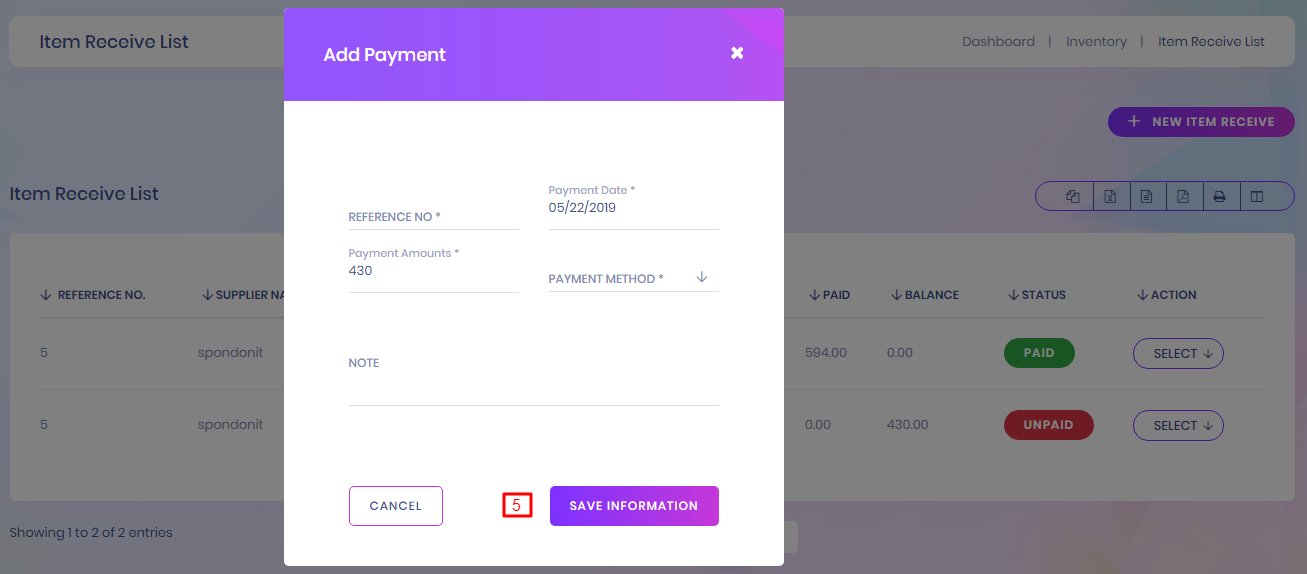 Item Receive List
Dashboard | Inventory | Item Receive List
Add Payment ✖
+ NEW ITEM RECEIVE
Item Receive List
Payment Date *
05/22/2019
REFERENCE NO *
Payment Amounts *
430
PAYMENT METHOD *
NOTE
REFERENCE NO. SUPPLIER NA PAID BALANCE STATUS ACTION
5 spondonit 594.00 0.00 PAID SELECT
5 spondonit 0.00 430.00 UNPAID SELECT
CANCEL 5 SAVE INFORMATION
Showing 1 to 2 of 2 entries